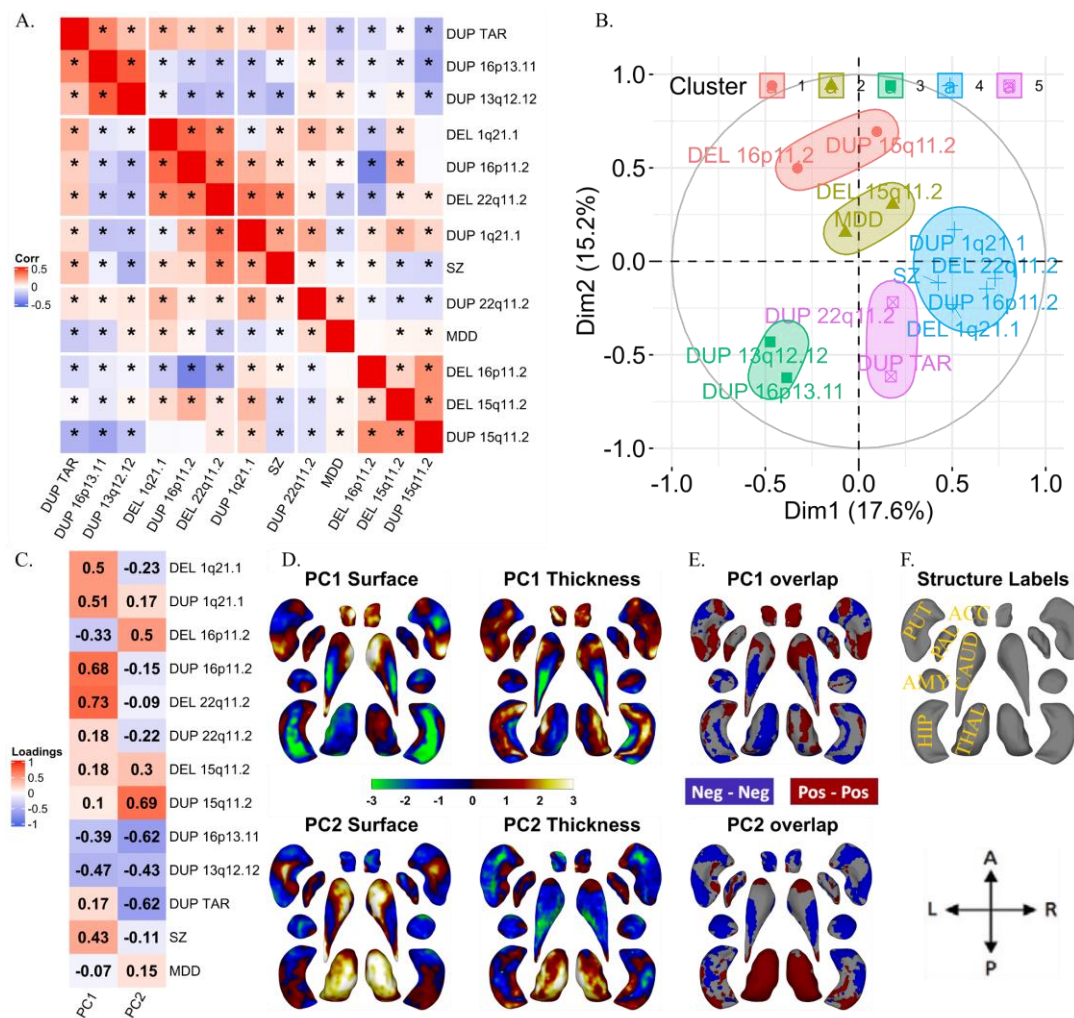 A.
DUP TAR
DUP 16p13.11
DUP 13q12.12
DEL 1q21.1
DUP 16p11.2
DEL 22q11.2
DUP 1q21.1
SZ
DUP 22q11.2
MDD
DEL 16p11.2
DEL 15q11.2
DUP 15q11.2
Corr
0.5
0
-0.5
DUP TAR
DUP 16p13.11
DUP 13q12.12
DEL 1q21.1
DUP 16p11.2
DEL 22q11.2
DUP 1q21.1
SZ
DUP 22q11.2
MDD
DEL 16p11.2
DEL 15q11.2
DUP 15q11.2
B.
Cluster 1 2 3 4 5
1.0
0.5
0.0
-0.5
-1.0
Dim2 (15.2%)
DEL 16p11.2
DUP 15q11.2
DEL 15q11.2
MDD
DUP 1q21.1
SZ
DEL 22q11.2
DUP 16p11.2
DEL 1q21.1
DUP 22q11.2
DUP TAR
DUP 13q12.12
DUP 16p13.11
-1.0 -0.5 0.0 0.5 1.0
Dim1 (17.6%)
C.
0.5 -0.23 DEL 1q21.1
0.51 0.17 DUP 1q21.1
-0.33 0.5 DEL 16p11.2
0.68 -0.15 DUP 16p11.2
0.73 -0.09 DEL 22q11.2
0.18 -0.22 DUP 22q11.2
0.18 0.3 DEL 15q11.2
0.1 0.69 DUP 15q11.2
-0.39 -0.62 DUP 16p13.11
-0.47 -0.43 DUP 13q12.12
0.17 -0.62 DUP TAR
0.43 -0.11 SZ
-0.07 0.15 MDD
PC1 PC2
Loadings
1
0.5
0
-0.5
-1
D.
PC1 Surface
PC1 Thickness
-3 -2 -1 0 1 2 3
PC2 Surface
PC2 Thickness
E.
PC1 overlap
Neg - Neg
Pos - Pos
PC2 overlap
F.
Structure Labels
PUT
ACC
PAL
CAUD
AMY
HIP
THAL
A
L R
P